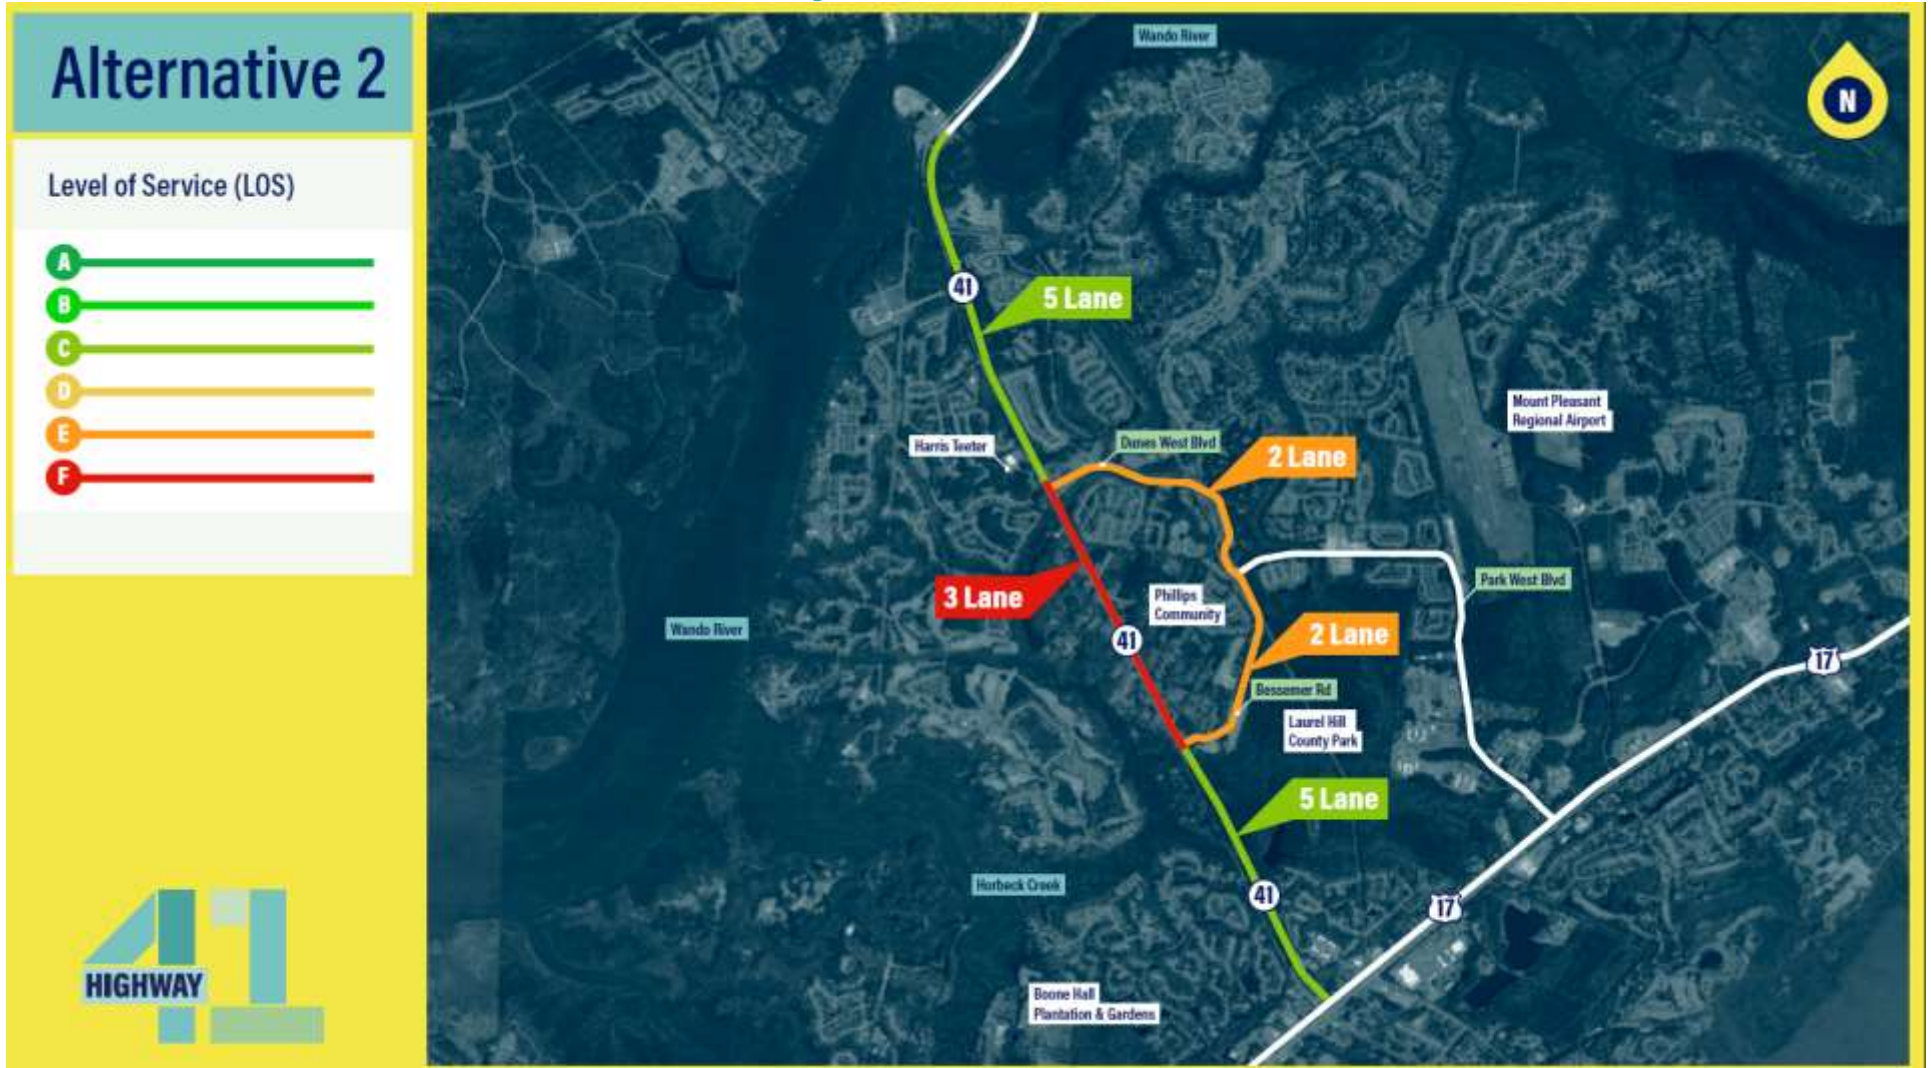 Alternative 2
Level of Service (LOS)
A
B
C
D
E
F
HIGHWAY
41
Wando River
N
41
5 Lane
Mount Pleasant
Regional Airport
Harris Teeter
Dunes West Blvd
2 Lane
Park West Blvd
3 Lane
Phillips
Community
Wando River
41
2 Lane
17
Bessemer Rd
Laurel Hill
County Park
5 Lane
Horbeck Creek
41
17
Boone Hall
Plantation & Gardens